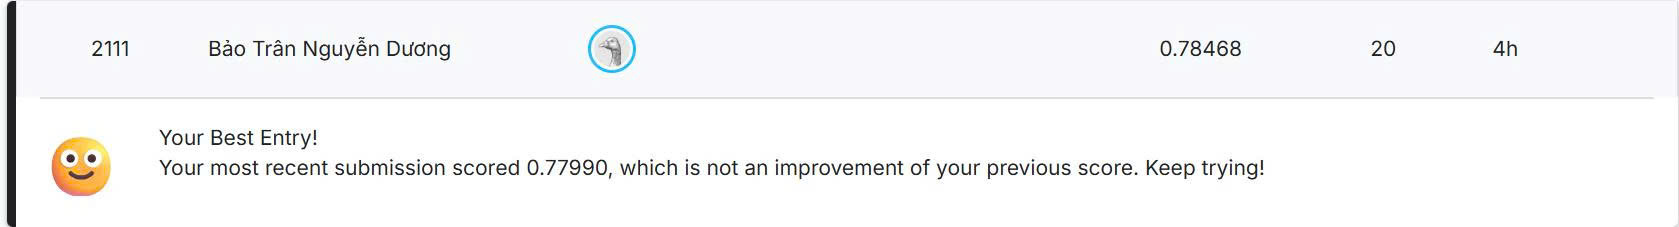 2111 Bảo Trân Nguyễn Dương 0.78468 20 4h
Your Best Entry!
Your most recent submission scored 0.77990, which is not an improvement of your previous score. Keep trying!